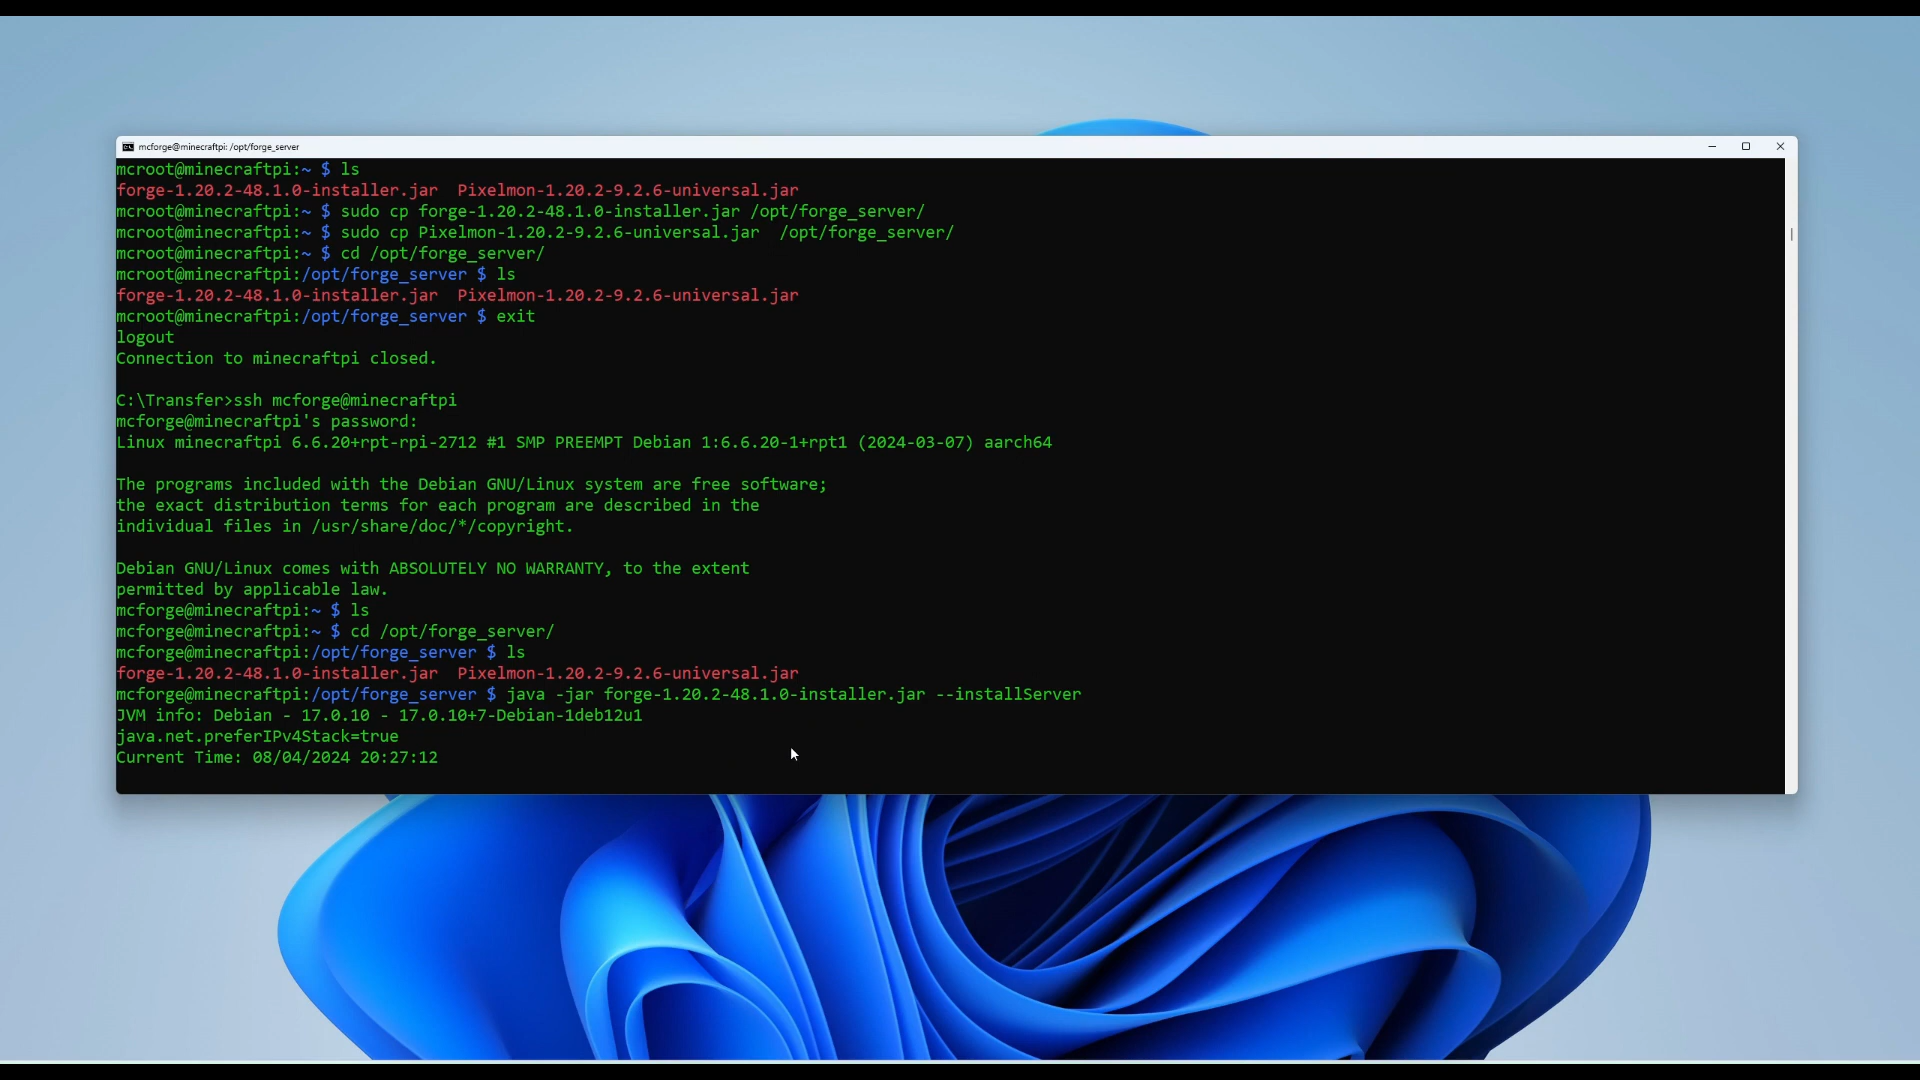 mcforge@minecraftpi: /opt/forge_server
mcroot@minecraftpi:~ $ ls
forge-1.20.2-48.1.0-installer.jar  Pixelmon-1.20.2-9.2.6-universal.jar
mcroot@minecraftpi:~ $ sudo cp forge-1.20.2-48.1.0-installer.jar /opt/forge_server/
mcroot@minecraftpi:~ $ sudo cp Pixelmon-1.20.2-9.2.6-universal.jar  /opt/forge_server/
mcroot@minecraftpi:~ $ cd /opt/forge_server/
mcroot@minecraftpi:/opt/forge_server $ ls
forge-1.20.2-48.1.0-installer.jar  Pixelmon-1.20.2-9.2.6-universal.jar
mcroot@minecraftpi:/opt/forge_server $ exit
logout
Connection to minecraftpi closed.
C:\Transfer>ssh mcforge@minecraftpi
mcforge@minecraftpi's password:
Linux minecraftpi 6.6.20+rpt-rpi-2712 #1 SMP PREEMPT Debian 1:6.6.20-1+rpt1 (2024-03-07) aarch64
The programs included with the Debian GNU/Linux system are free software;
the exact distribution terms for each program are described in the
individual files in /usr/share/doc/*/copyright.
Debian GNU/Linux comes with ABSOLUTELY NO WARRANTY, to the extent
permitted by applicable law.
mcforge@minecraftpi:~ $ ls
mcforge@minecraftpi:~ $ cd /opt/forge_server/
mcforge@minecraftpi:/opt/forge_server $ ls
forge-1.20.2-48.1.0-installer.jar  Pixelmon-1.20.2-9.2.6-universal.jar
mcforge@minecraftpi:/opt/forge_server $ java -jar forge-1.20.2-48.1.0-installer.jar --installServer
JVM info: Debian - 17.0.10 - 17.0.10+7-Debian-1deb12u1
java.net.preferIPv4Stack=true
Current Time: 08/04/2024 20:27:12